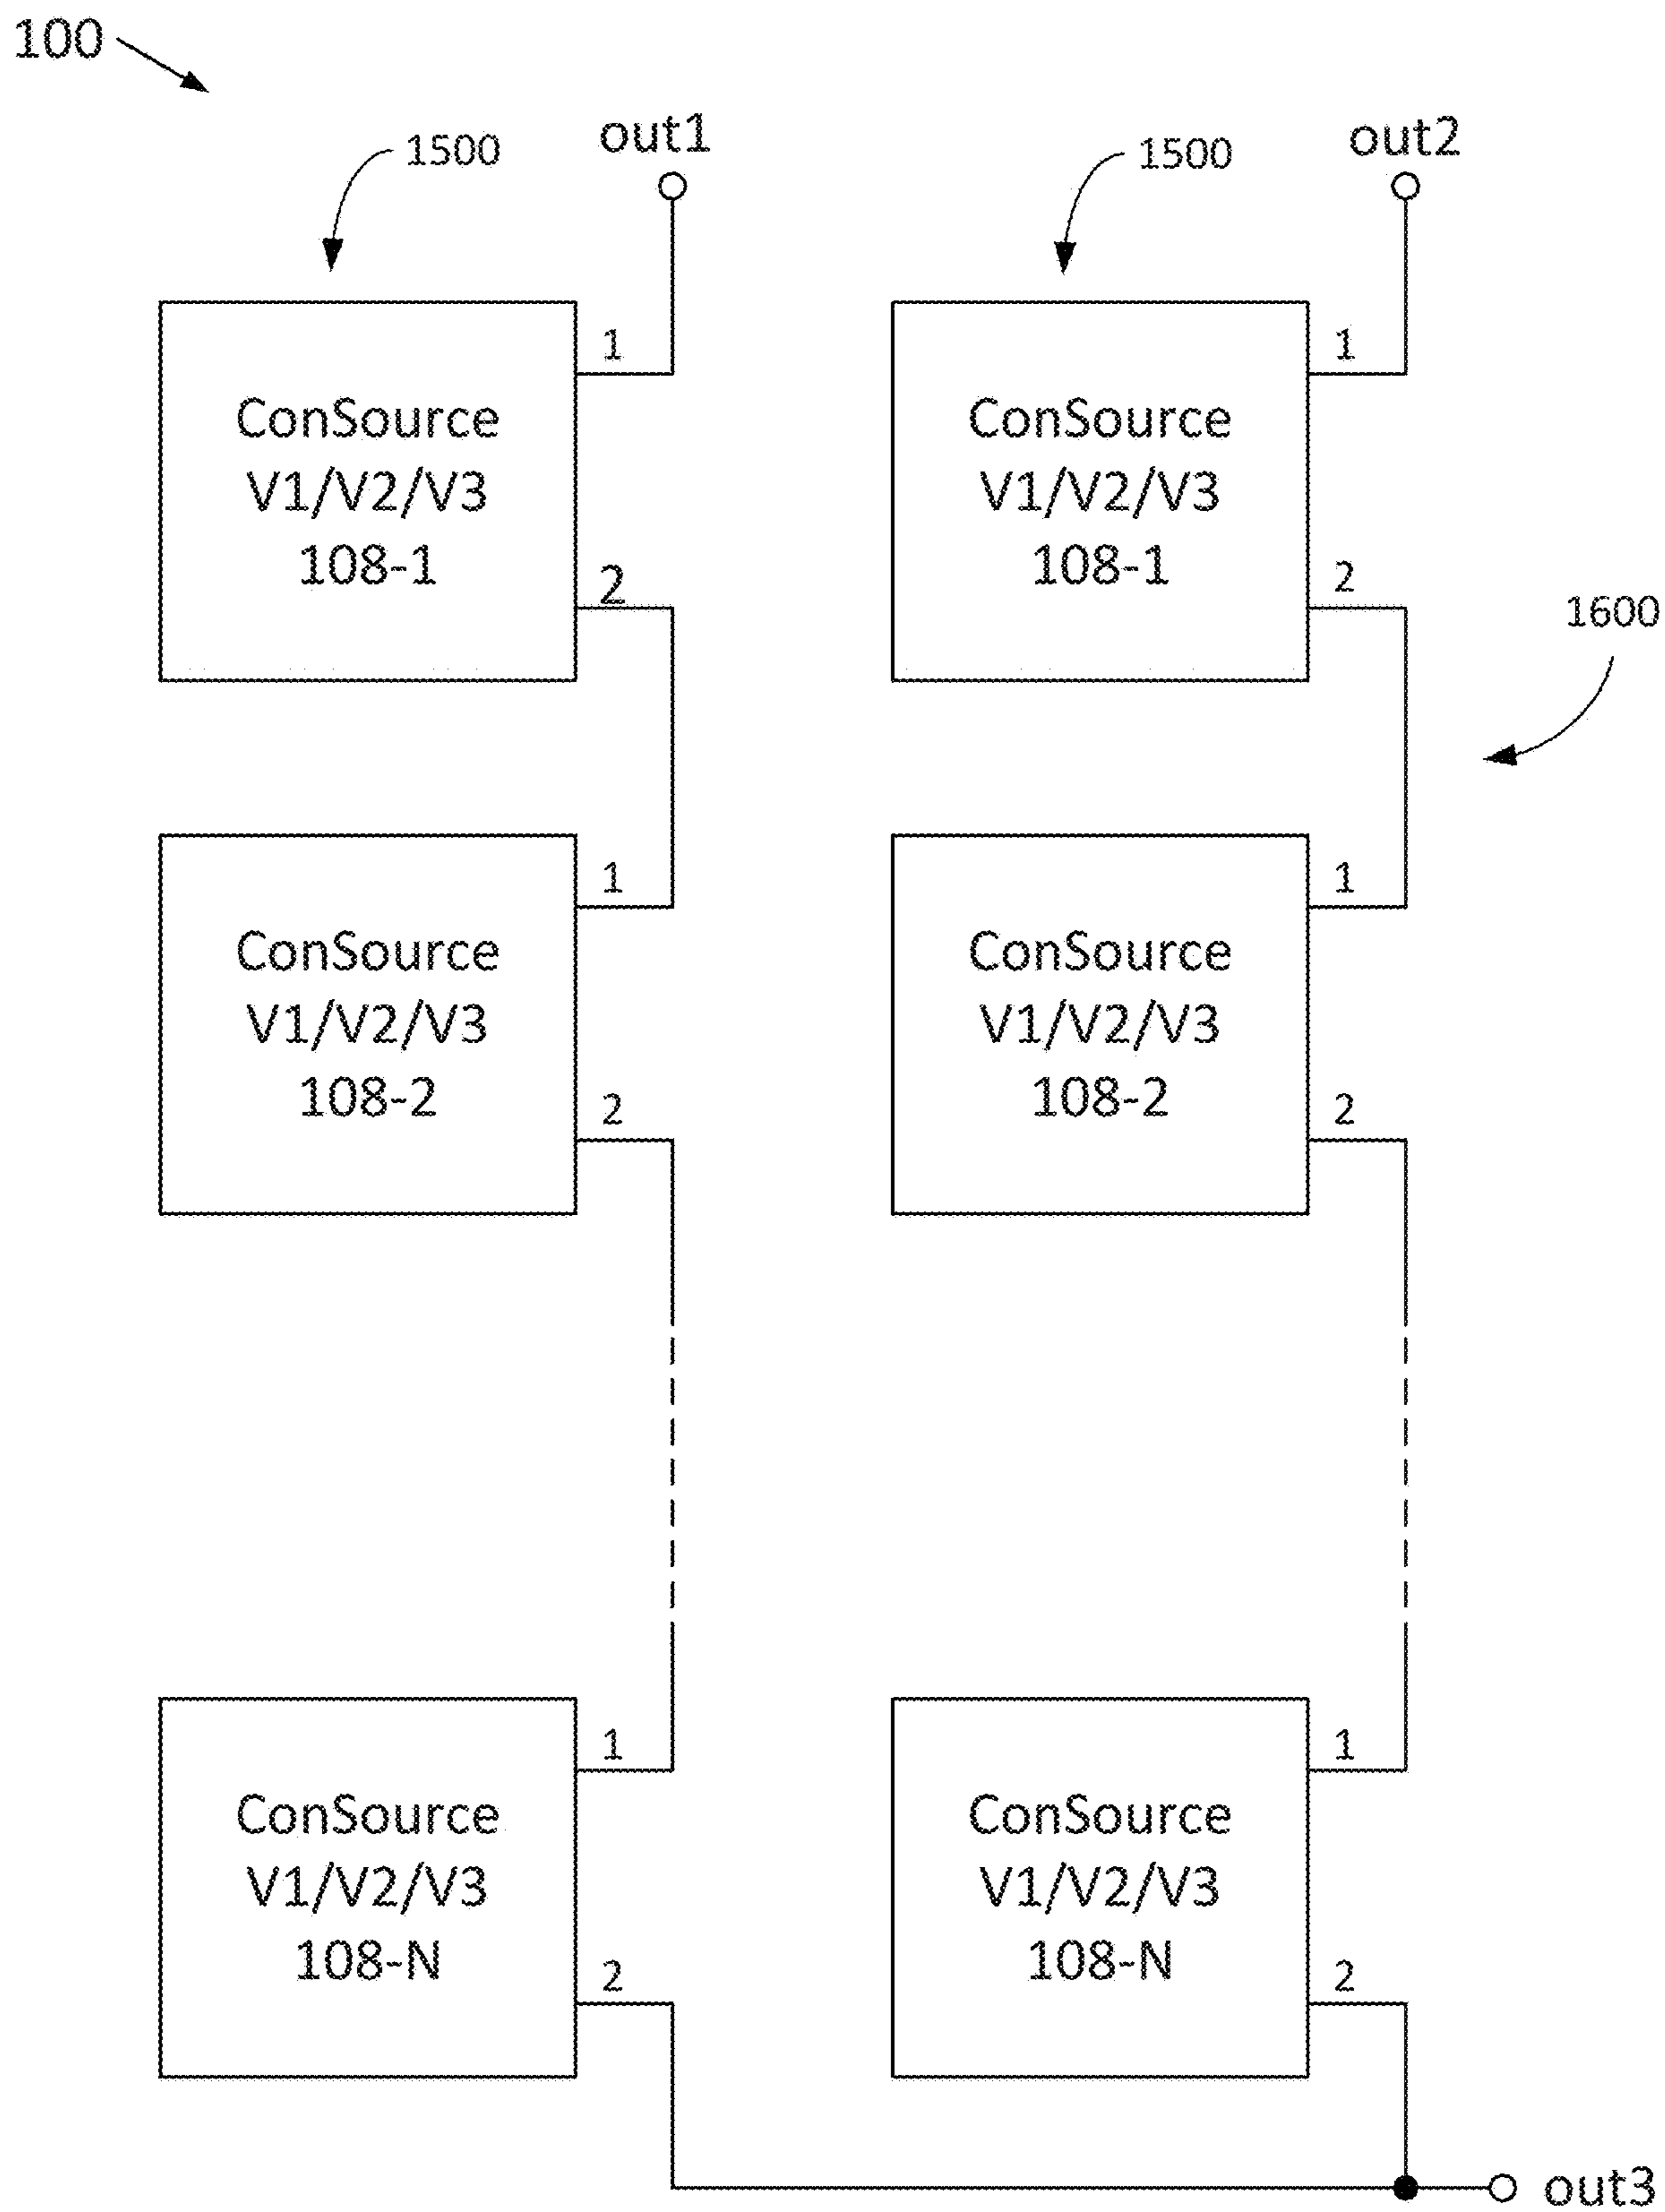 100
1500
out1
1500
out2
1
ConSource
V1/V2/V3
108-1
2
1
ConSource
V1/V2/V3
108-1
2
1600
1
ConSource
V1/V2/V3
108-2
2
1
ConSource
V1/V2/V3
108-2
2
1
ConSource
V1/V2/V3
108-N
2
1
ConSource
V1/V2/V3
108-N
2
out3